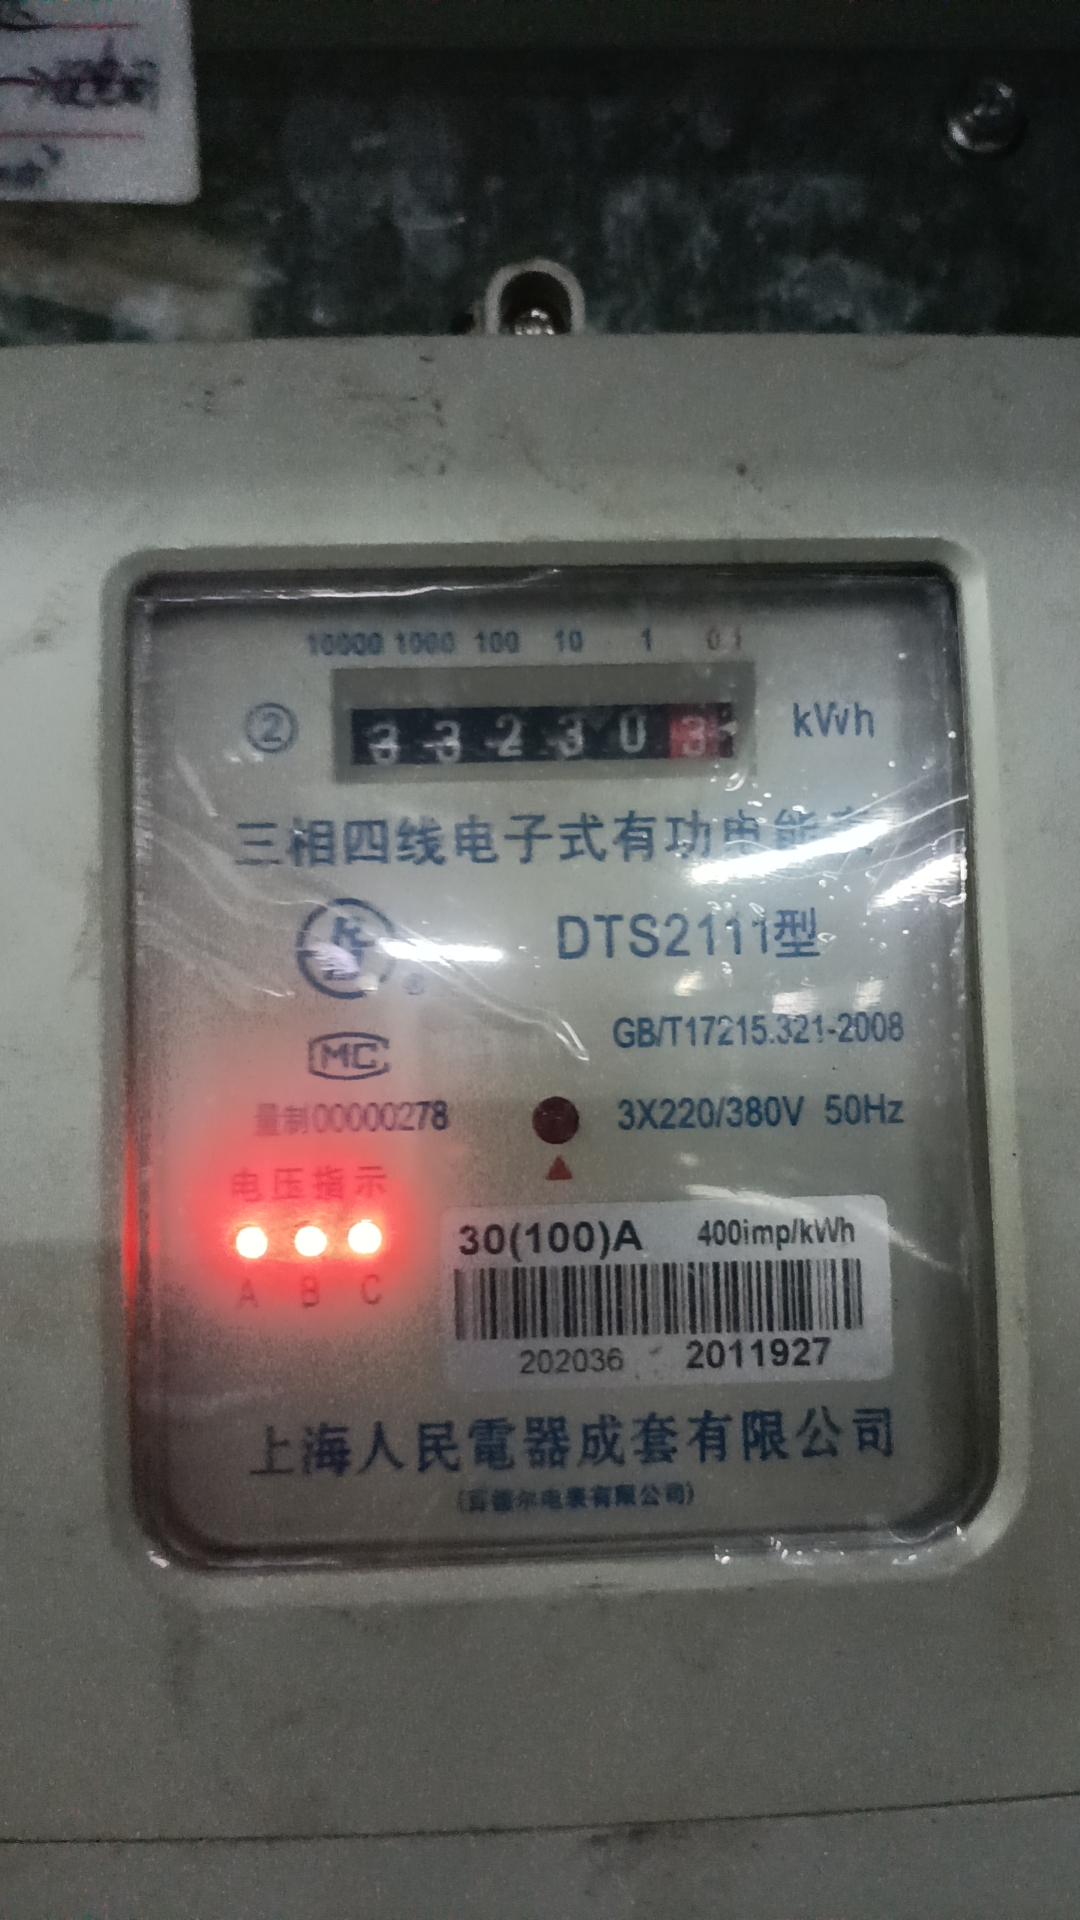 10000 1000 100 10 1 0.1
② 33230 3 kWh
三相四线电子式有功电能表
DTS2111型
®
GB/T17215.321-2008
MC
量制00000278
3X220/380V 50Hz
电压指示
A B C
30(100)A 400imp/kWh
202036 2011927
上海人民電器成套有限公司